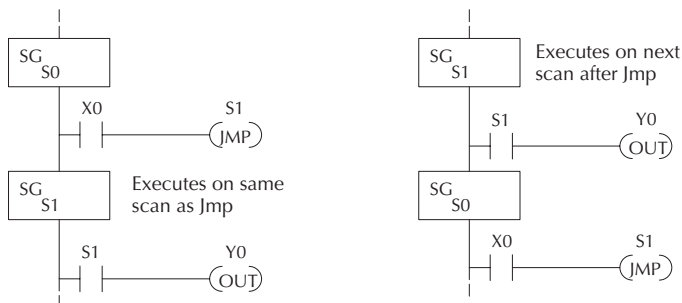 SG
S0
X0
S1
JMP
SG
S1
Executes on same
scan as Jmp
S1
Y0
OUT
SG
S1
Executes on next
scan after Jmp
S1
Y0
OUT
SG
S0
X0
S1
JMP